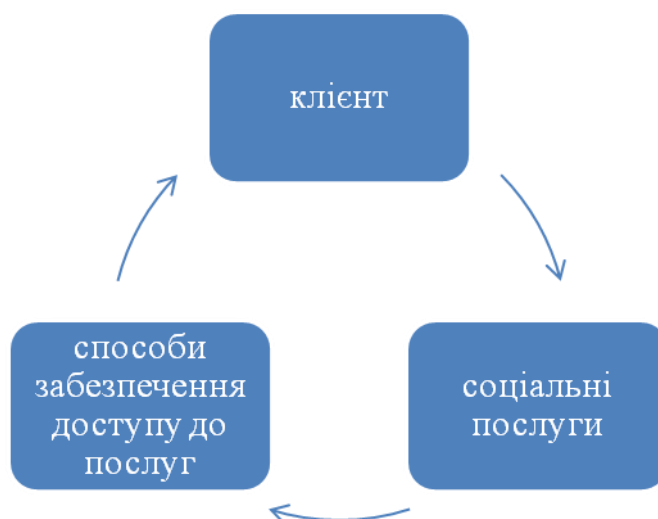 клієнт
соціальні
послуги
способи
забезпечення
доступу до
послуг